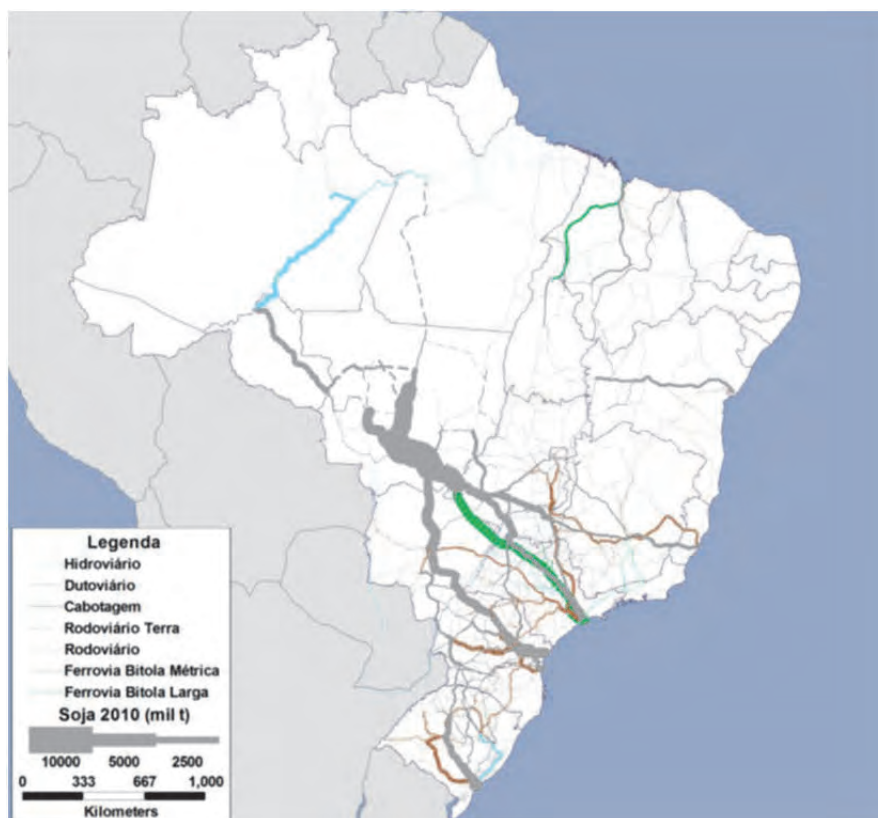 Legenda
Hidroviário
Dutoviário
Cabotagem
Rodoviário Terra
Rodoviário
Ferrovia Bitola Métrica
Ferrovia Bitola Larga
Soja 2010 (mil t)
10000 5000 2500
0 333 667 1,000
Kilometers